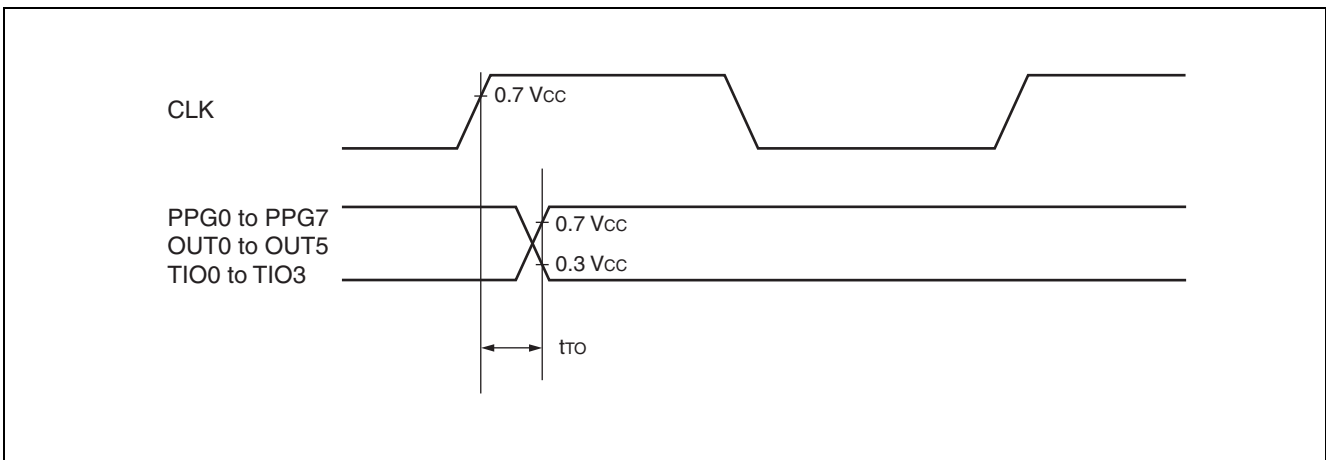 CLK
0.7 VCC
PPG0 to PPG7
OUT0 to OUT5
TIO0 to TIO3
0.7 VCC
0.3 VCC
tTO